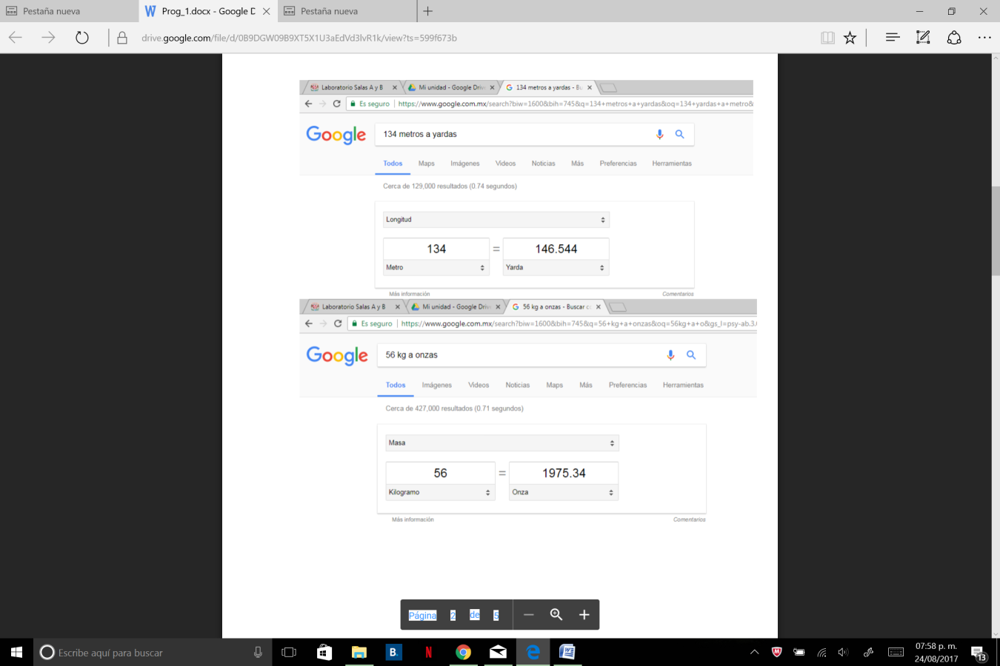 Pestaña nueva
Prog_1.docx - Google D
Pestaña nueva
drive.google.com/file/d/0B9DGW09B9XT5X1U3aEdVd3lvR1k/view?ts=599f673b
Laboratorio Salas A y B
Mi unidad - Google Drive
134 metros a yardas - Bu
Es seguro
https://www.google.com.mx/search?biw=1600&bih=745&q=134+metros+a+yardas&oq=134+yardas+a+metro&
Google
134 metros a yardas
Todos Maps Imágenes Videos Noticias Más Preferencias Herramientas
Cerca de 129,000 resultados (0.74 segundos)
Longitud
134 = 146.544
Metro Yarda
Más información Comentarios
Laboratorio Salas A y B
Mi unidad - Google Drive
56 kg a onzas - Buscar c
Es seguro
https://www.google.com.mx/search?biw=1600&bih=745&q=56+kg+a+onzas&oq=56kg+a+o&gs_l=psy-ab.3.
Google
56 kg a onzas
Todos Imágenes Videos Noticias Maps Más Preferencias Herramientas
Cerca de 427,000 resultados (0.71 segundos)
Masa
56 = 1975.34
Kilogramo Onza
Más información Comentarios
Página 2 de 5
Escribe aquí para buscar
B.
N
07:58 p. m.
24/08/2017
13